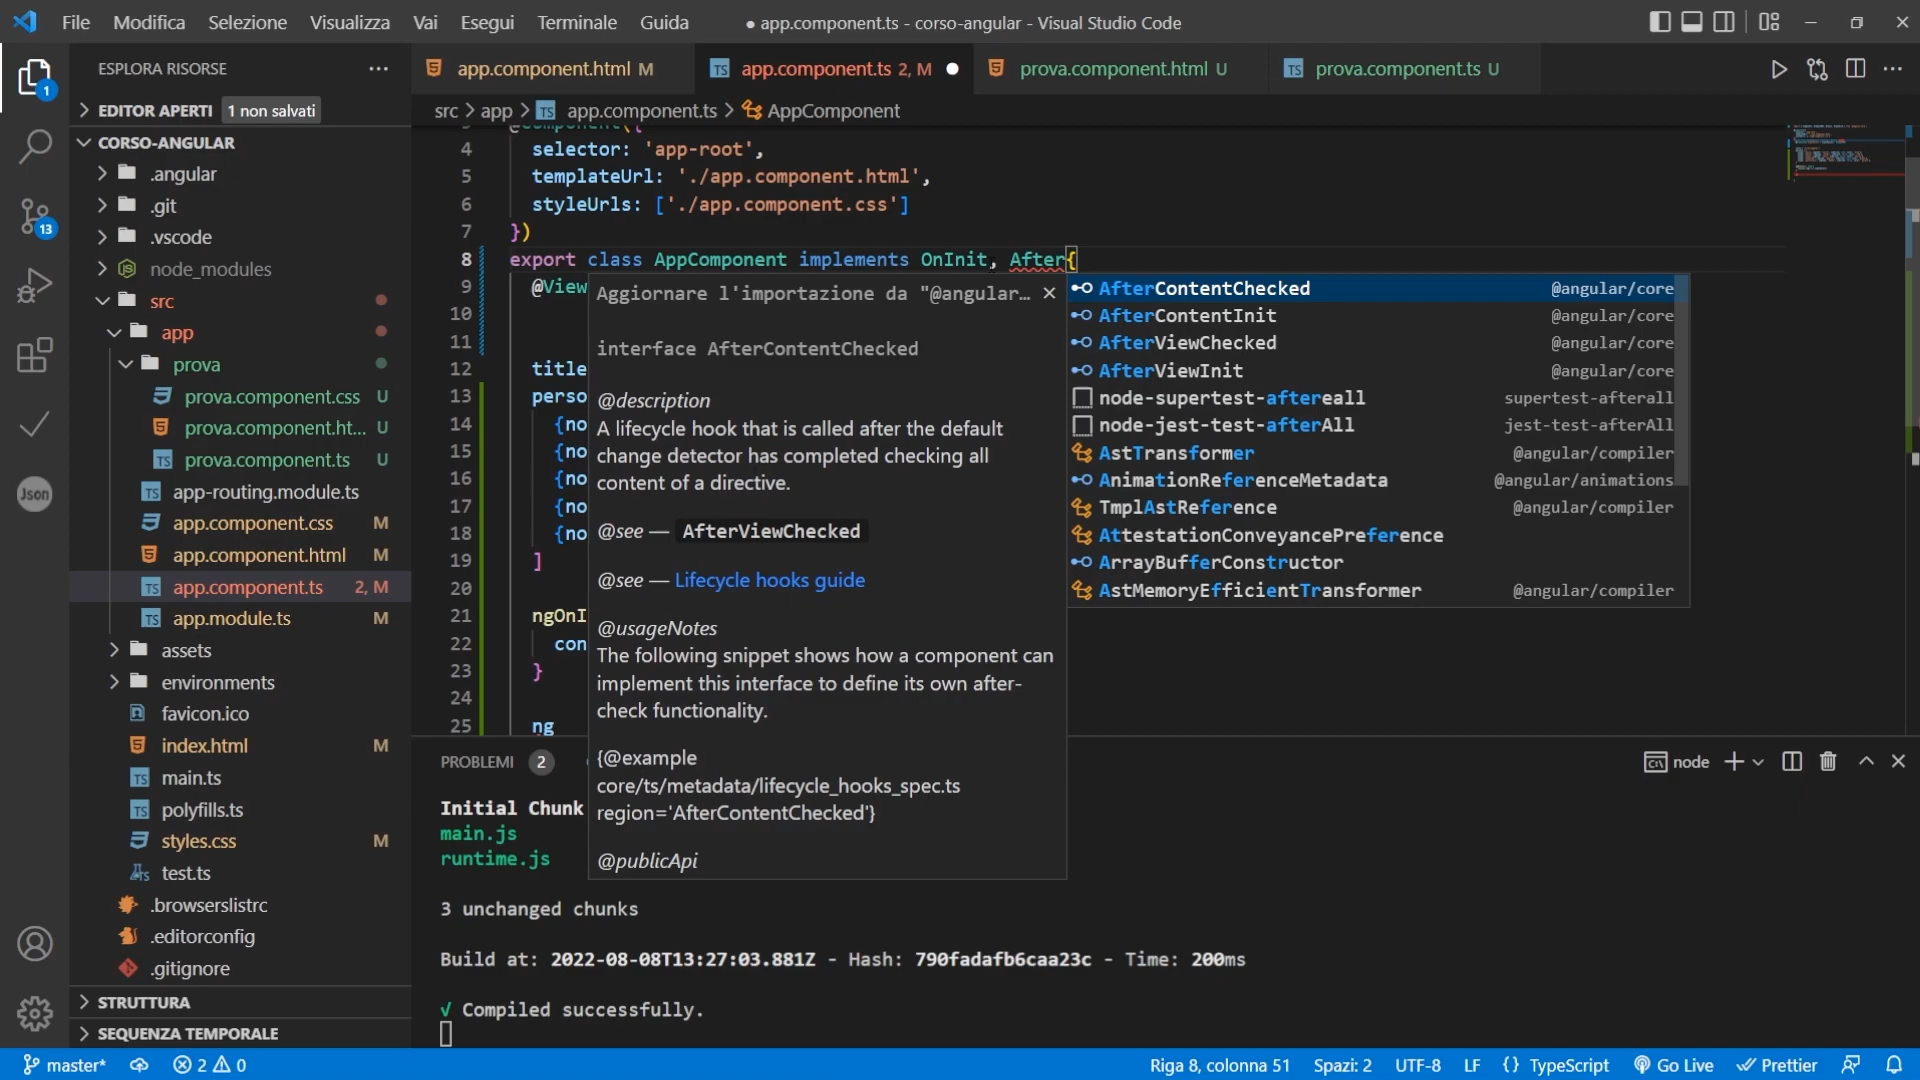 File Modifica Selezione Visualizza Vai Esegui Terminale Guida
● app.component.ts - corso-angular - Visual Studio Code
ESPLORA RISORSE
EDITOR APERTI 1 non salvati
CORSO-ANGULAR
.angular
.git
.vscode
node_modules
src
app
prova
prova.component.css U
prova.component.ht... U
prova.component.ts U
app-routing.module.ts
app.component.css M
app.component.html M
app.component.ts 2, M
app.module.ts M
assets
environments
favicon.ico
index.html M
main.ts
polyfills.ts
styles.css M
test.ts
.browserslistrc
.editorconfig
.gitignore
STRUTTURA
SEQUENZA TEMPORALE
1
13
Json
app.component.html M
app.component.ts 2, M
prova.component.html U
prova.component.ts U
src > app > TS app.component.ts > AppComponent
4 selector: 'app-root',
5 templateUrl: './app.component.html',
6 styleUrls: ['./app.component.css']
7 })
8 export class AppComponent implements OnInit, After{
9 @View
10
11
12 title
13 perso
14 {no
15 {no
16 {no
17 {no
18 {no
19 ]
20
21 ngOnI
22 con
23 }
24
25 ng
Aggiornare l'importazione da "@angular...
interface AfterContentChecked
@description
A lifecycle hook that is called after the default
change detector has completed checking all
content of a directive.
@see — AfterViewChecked
@see — Lifecycle hooks guide
@usageNotes
The following snippet shows how a component can
implement this interface to define its own after-
check functionality.
{@example
core/ts/metadata/lifecycle_hooks_spec.ts
region='AfterContentChecked'}
@publicApi
AfterContentChecked @angular/core
AfterContentInit @angular/core
AfterViewChecked @angular/core
AfterViewInit @angular/core
node-supertest-aftereall supertest-afterall
node-jest-test-afterAll jest-test-afterAll
AstTransformer @angular/compiler
AnimationReferenceMetadata @angular/animations
TmplAstReference @angular/compiler
AttestationConveyancePreference
ArrayBufferConstructor
AstMemoryEfficientTransformer @angular/compiler
PROBLEMI 2
node
Initial Chunk
main.js
runtime.js
3 unchanged chunks
Build at: 2022-08-08T13:27:03.881Z - Hash: 790fadafb6caa23c - Time: 200ms
√ Compiled successfully.
master* 2 0
Riga 8, colonna 51 Spazi: 2 UTF-8 LF {} TypeScript Go Live Prettier